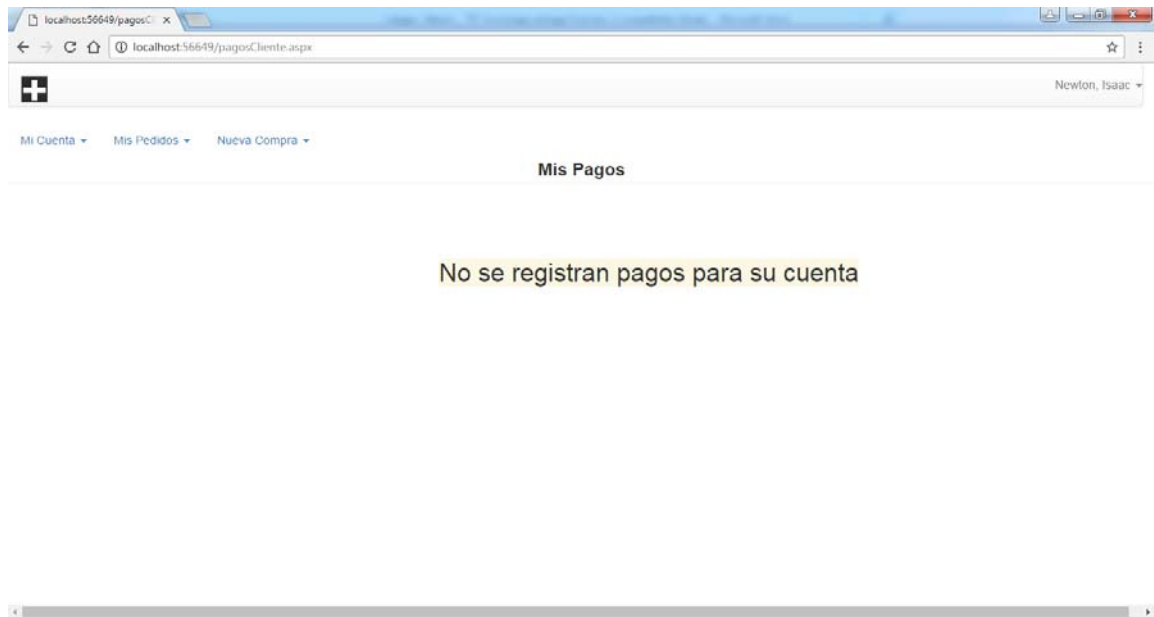 localhost:56649/pagosC
localhost:56649/pagosCliente.aspx
Newton, Isaac
Mi Cuenta Mis Pedidos Nueva Compra
Mis Pagos
No se registran pagos para su cuenta